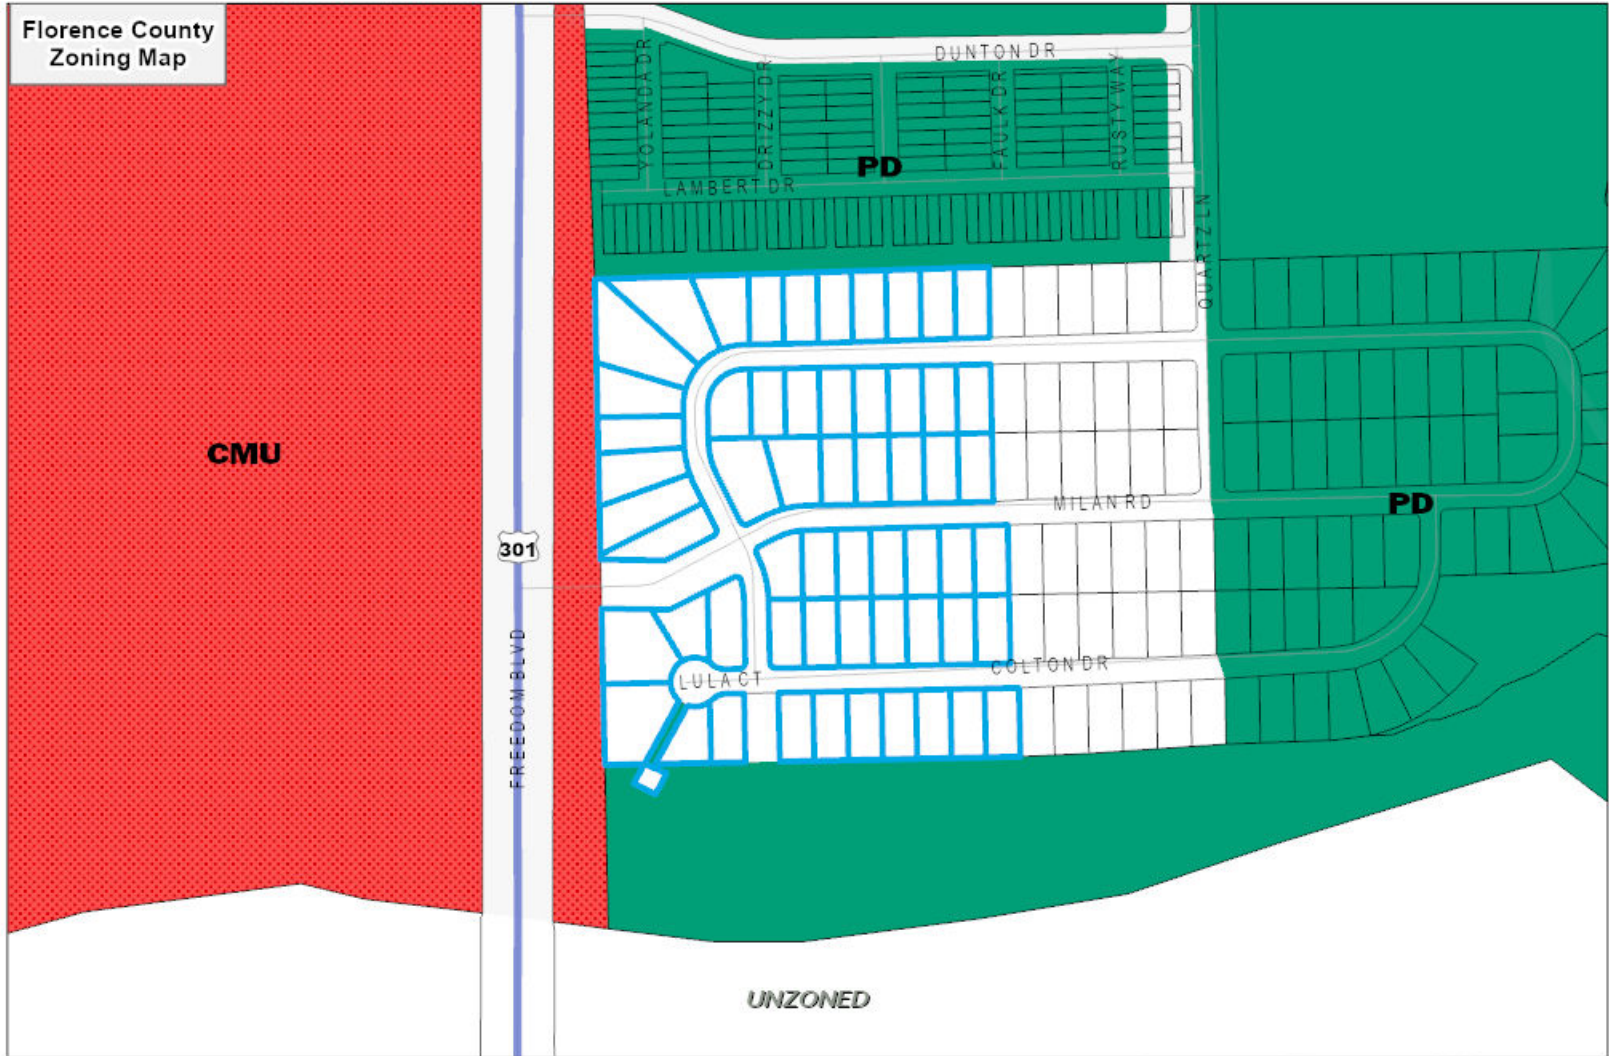 Florence County
Zoning Map
DUNTON DR
YOLANDA DR
DRIZZY DR
FAULK DR
RUSTY WAY
PD
LAMBERT DR
QUARTZ LN
CMU
MILAN RD
PD
301
FREEDOM BLVD
COLTON DR
LULA CT
UNZONED